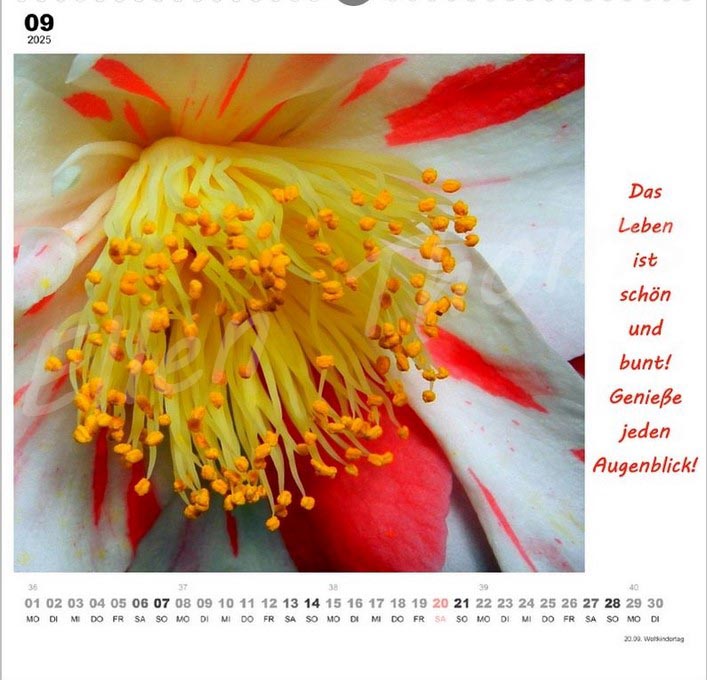 09
2025
Das
Leben
ist
schön
und
bunt!
Genieße
jeden
Augenblick!
Eilen Thom
36 37 38 39 40
01 02 03 04 05 06 07 08 09 10 11 12 13 14 15 16 17 18 19 20 21 22 23 24 25 26 27 28 29 30
MO DI MI DO FR SA SO MO DI MI DO FR SA SO MO DI MI DO FR SA SO MO DI MI DO FR SA SO MO DI
20.09. Weltkindertag